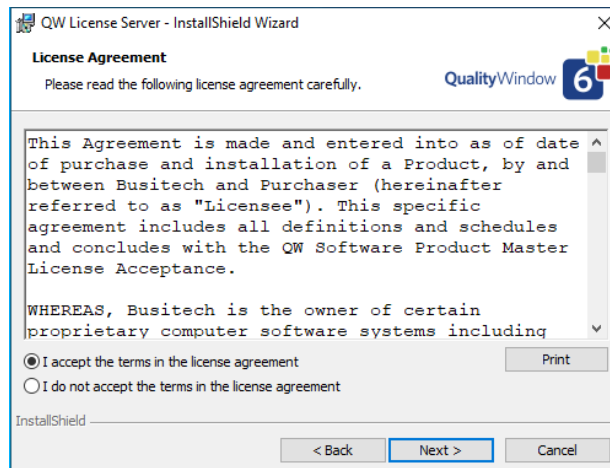 QW License Server - InstallShield Wizard
License Agreement
Please read the following license agreement carefully.
QualityWindow 6
This Agreement is made and entered into as of date
of purchase and installation of a Product, by and
between Busitech and Purchaser (hereinafter
referred to as "Licensee"). This specific
agreement includes all definitions and schedules
and concludes with the QW Software Product Master
License Acceptance.
WHEREAS, Busitech is the owner of certain
proprietary computer software systems including
I accept the terms in the license agreement
Print
I do not accept the terms in the license agreement
InstallShield
< Back
Next >
Cancel